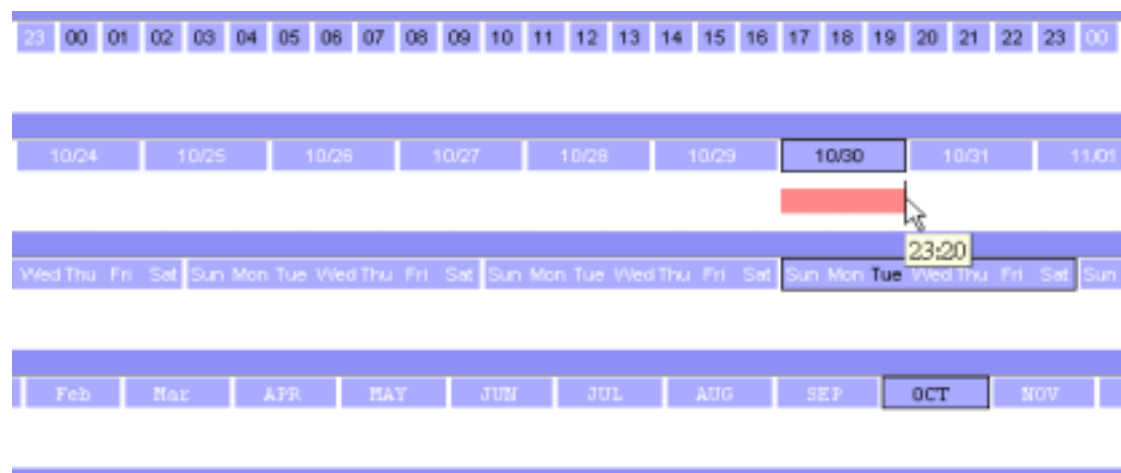 23 00 01 02 03 04 05 06 07 08 09 10 11 12 13 14 15 16 17 18 19 20 21 22 23 00
10/24 10/25 10/26 10/27 10/28 10/29 10/30 10/31 11/01
23:20
Wed Thu Fri Sat Sun Mon Tue Wed Thu Fri Sat Sun Mon Tue Wed Thu Fri Sat Sun Mon Tue Wed Thu Fri Sat Sun
Feb Mar APR MAY JUN JUL AUG SEP OCT NOV